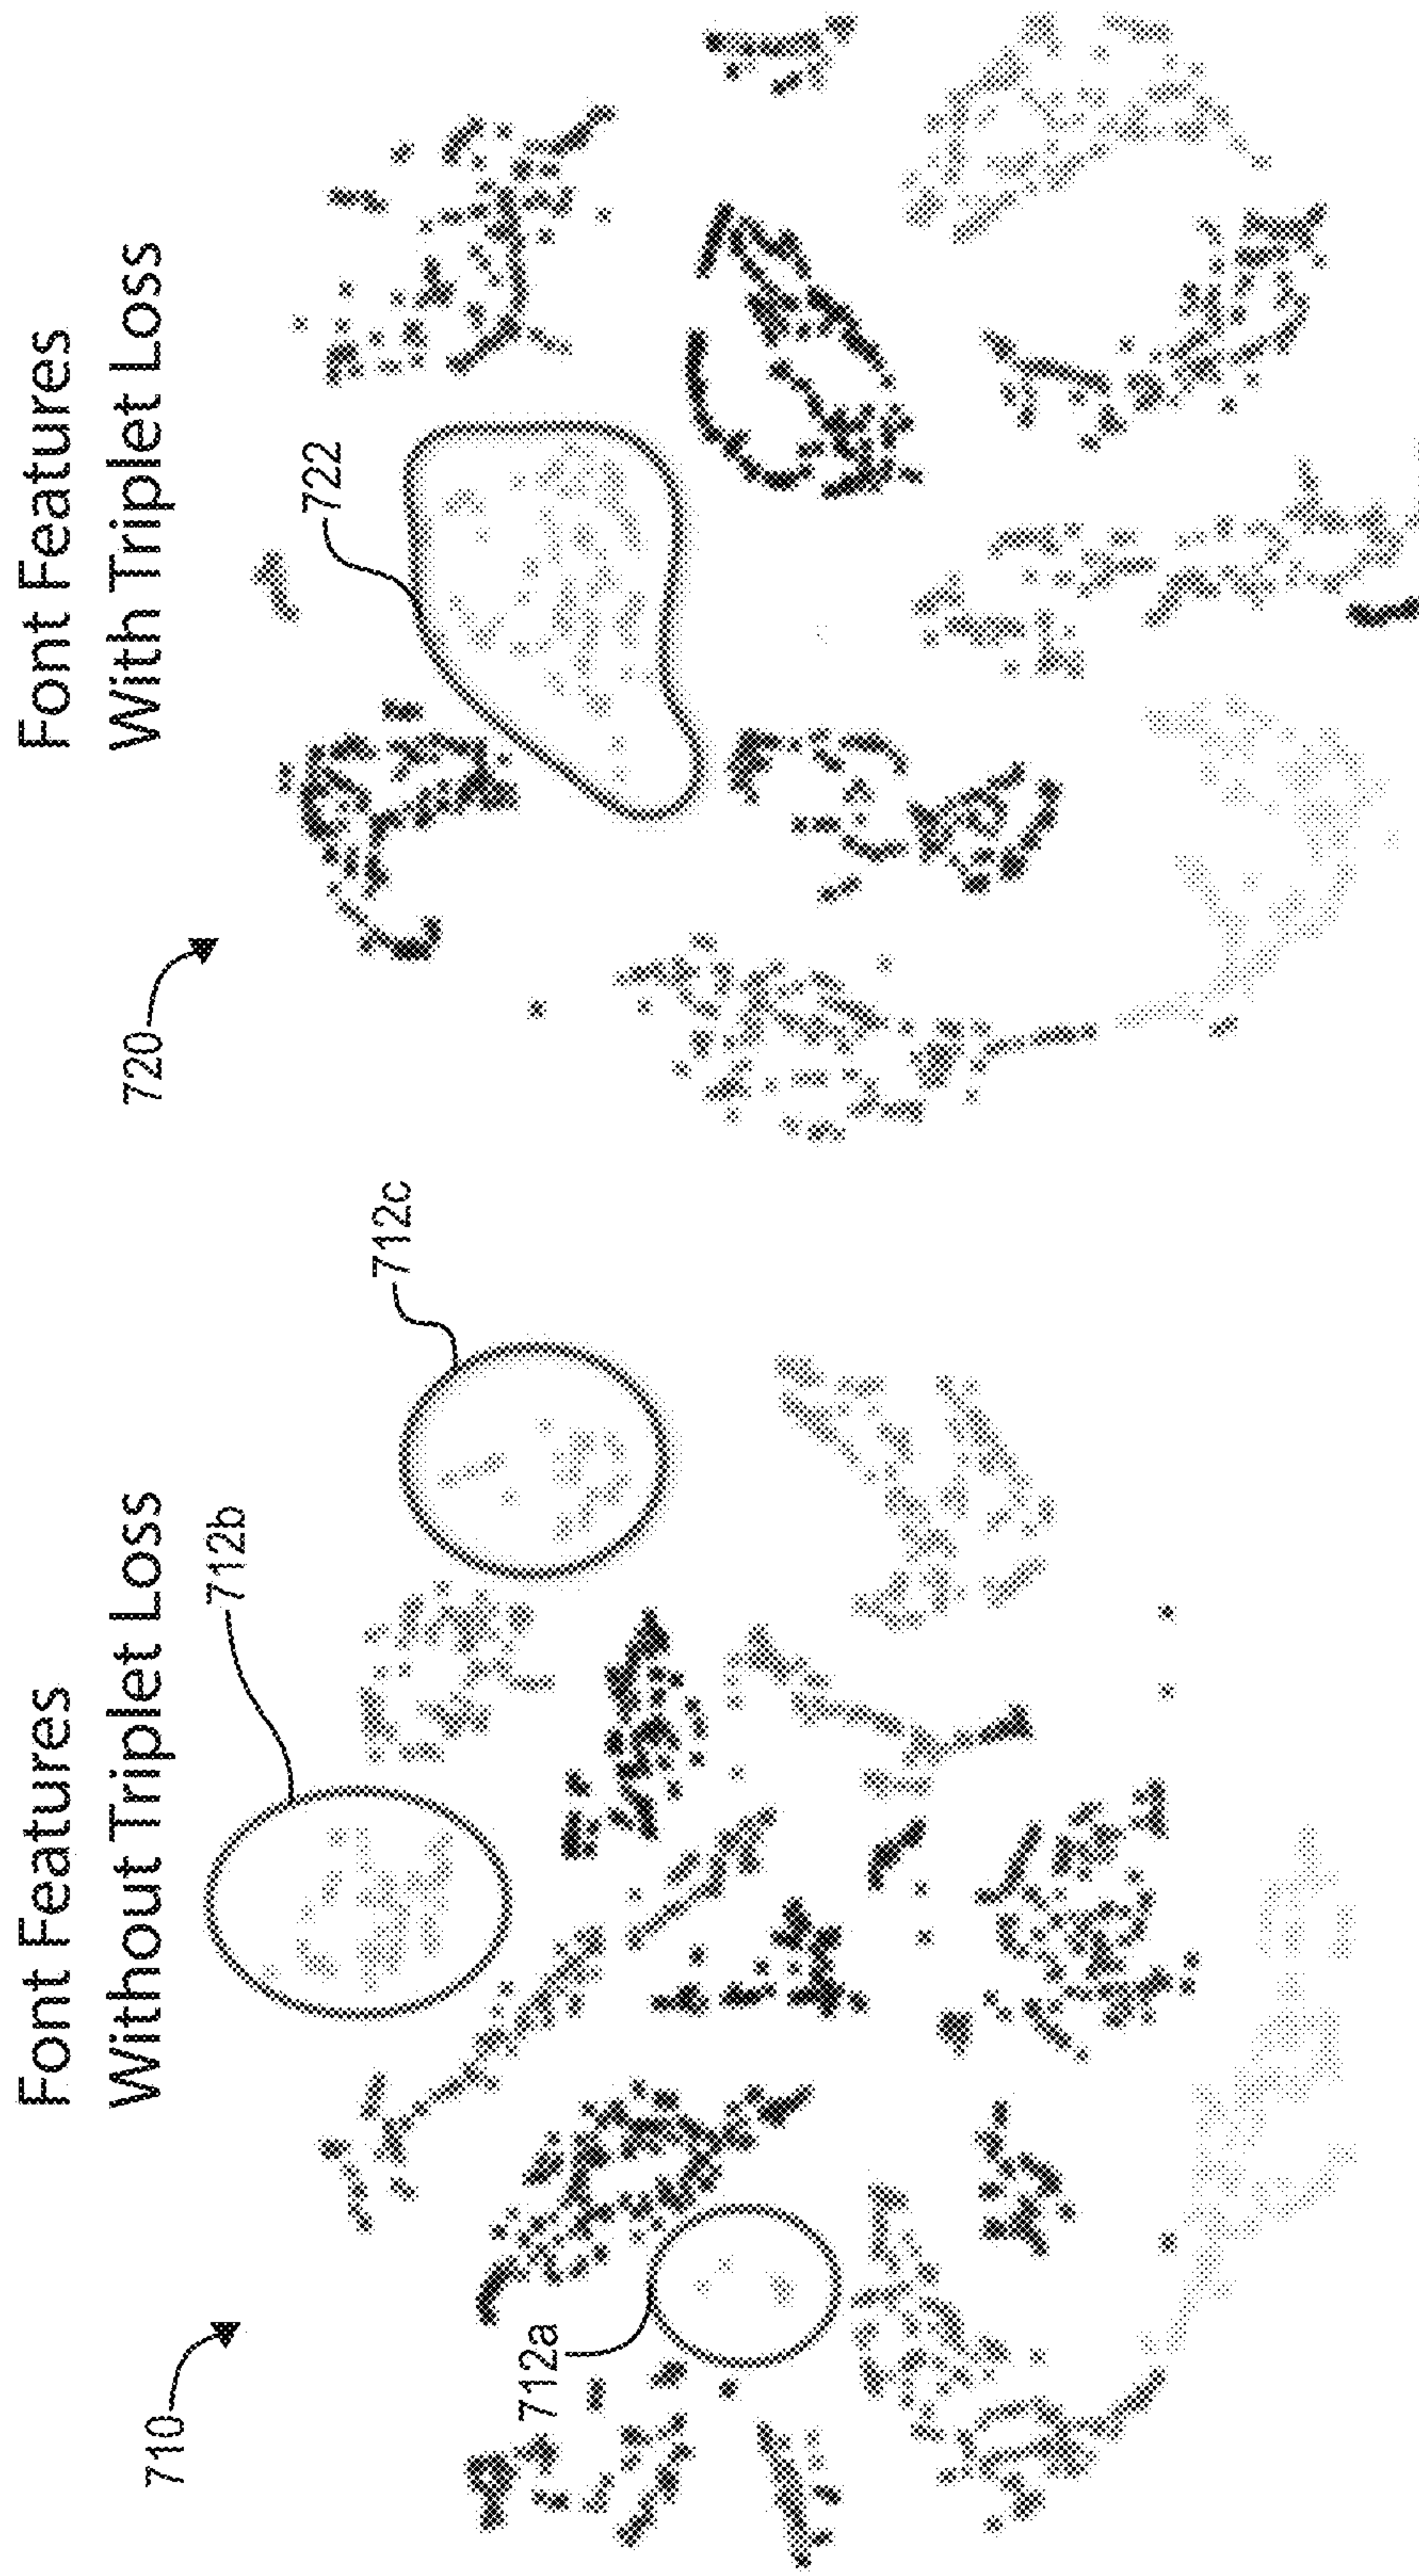 Font Features
Without Triplet Loss
710
712a
712b
712c
Font Features
With Triplet Loss
720
722